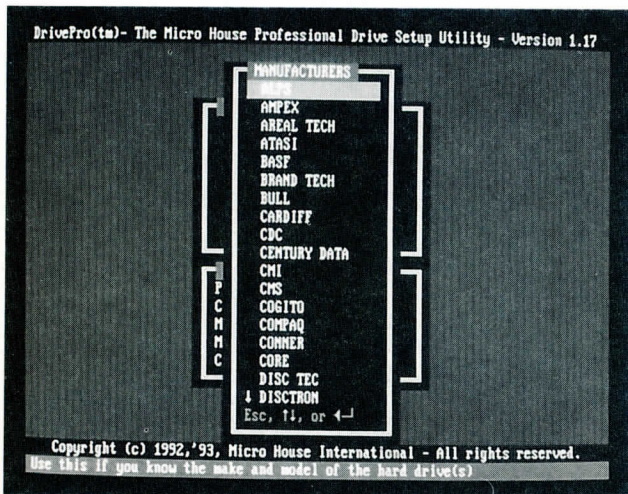 DrivePro(tm)- The Micro House Professional Drive Setup Utility - Version 1.17
MANUFACTURERS
ALPS
AMPEX
AREAL TECH
ATASI
BASF
BRAND TECH
BULL
CARDIFF
CDC
CENTURY DATA
CMI
P CMS
C COGITO
M COMPAQ
M CONNER
C CORE
DISC TEC
↓ DISCTRON
Esc, ↑↓, or ◄┘
Copyright (c) 1992,'93, Micro House International - All rights reserved.
Use this if you know the make and model of the hard drive(s)